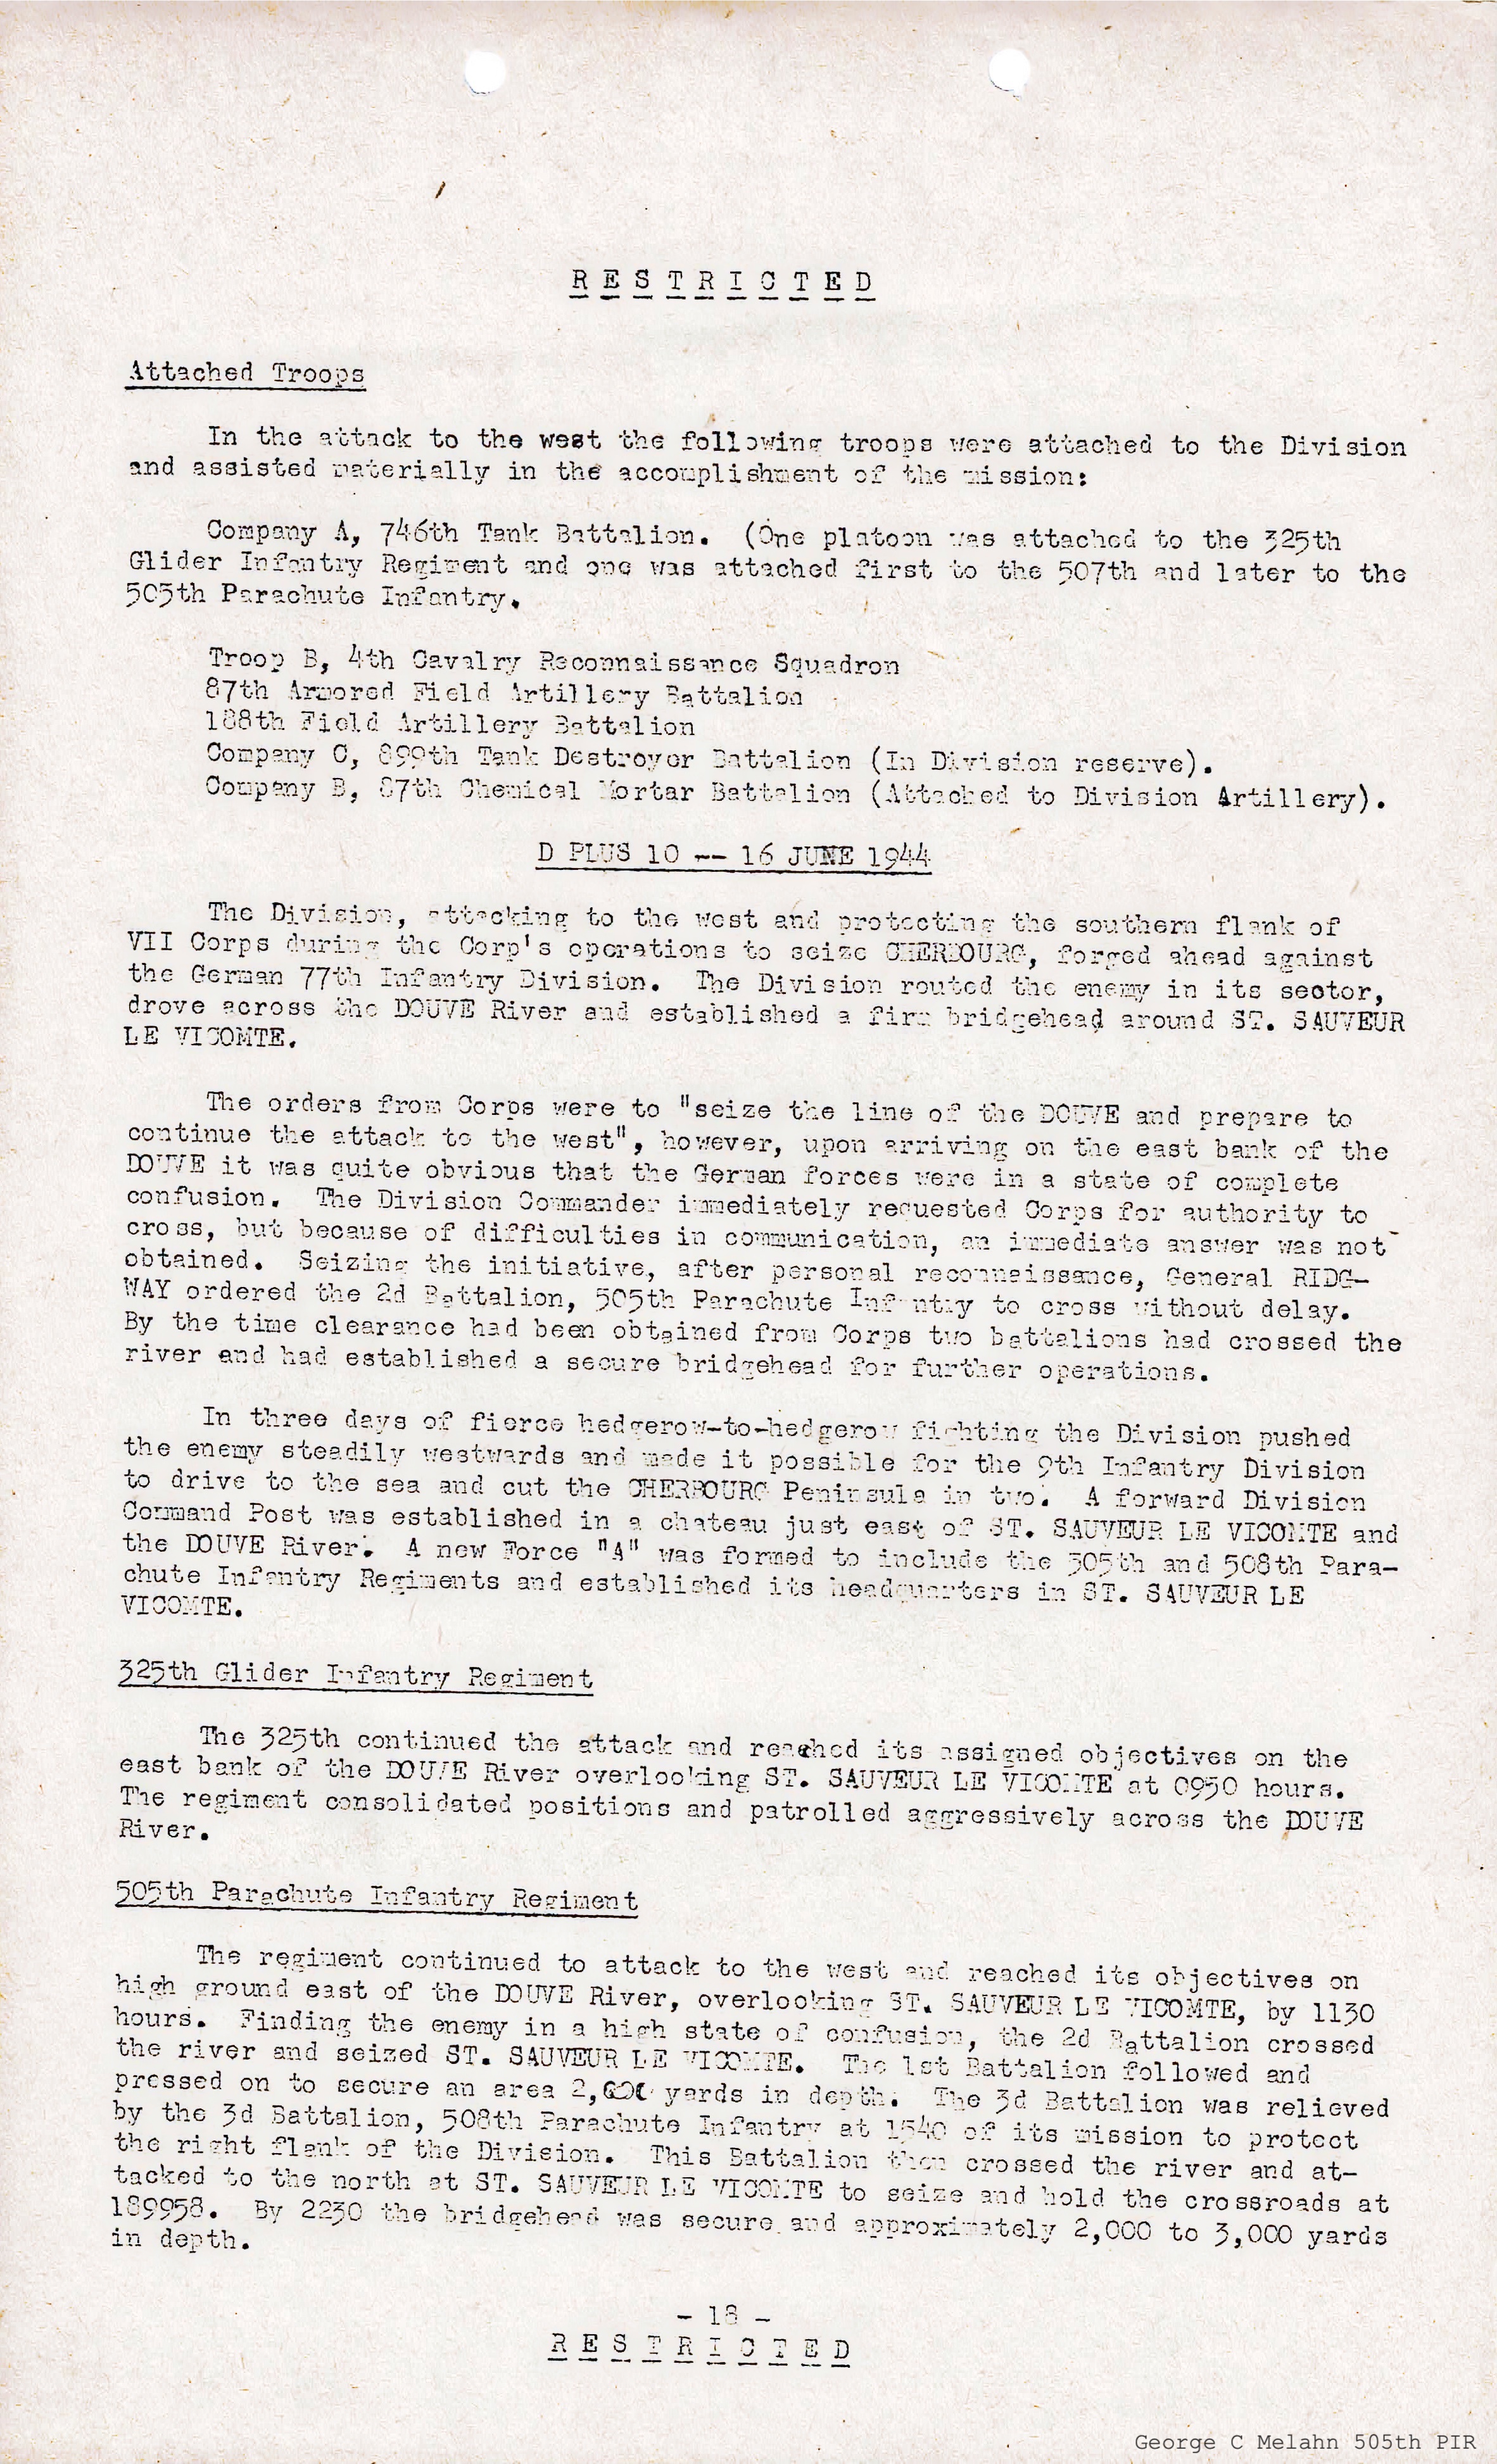 R E S T R I C T E D
Attached Troops
In the attack to the west the following troops were attached to the Division
and assisted materially in the accomplishment of the mission:
Company A, 746th Tank Battalion. (One platoon was attached to the 325th
Glider Infantry Regiment and one was attached first to the 507th and later to the
505th Parachute Infantry.
Troop B, 4th Cavalry Reconnaissance Squadron
87th Armored Field Artillery Battalion
188th Field Artillery Battalion
Company C, 899th Tank Destroyer Battalion (In Division reserve).
Company B, 87th Chemical Mortar Battalion (Attached to Division Artillery).
D PLUS 10 -- 16 JUNE 1944
The Division, attacking to the west and protecting the southern flank of
VII Corps during the Corp's operations to seize CHERBOURG, forged ahead against
the German 77th Infantry Division. The Division routed the enemy in its sector,
drove across the DOUVE River and established a firm bridgehead around ST. SAUVEUR
LE VICOMTE.
The orders from Corps were to "seize the line of the DOUVE and prepare to
continue the attack to the west", however, upon arriving on the east bank of the
DOUVE it was quite obvious that the German forces were in a state of complete
confusion. The Division Commander immediately requested Corps for authority to
cross, but because of difficulties in communication, an immediate answer was not
obtained. Seizing the initiative, after personal reconnaissance, General RIDG-
WAY ordered the 2d Battalion, 505th Parachute Infantry to cross without delay.
By the time clearance had been obtained from Corps two battalions had crossed the
river and had established a secure bridgehead for further operations.
In three days of fierce hedgerow-to-hedgerow fighting the Division pushed
the enemy steadily westwards and made it possible for the 9th Infantry Division
to drive to the sea and cut the CHERBOURG Peninsula in two. A forward Division
Command Post was established in a chateau just east of ST. SAUVEUR LE VICOMTE and
the DOUVE River. A new Force "A" was formed to include the 505th and 508th Para-
chute Infantry Regiments and established its headquarters in ST. SAUVEUR LE
VICOMTE.
325th Glider Infantry Regiment
The 325th continued the attack and reached its assigned objectives on the
east bank of the DOUVE River overlooking ST. SAUVEUR LE VICOMTE at 0950 hours.
The regiment consolidated positions and patrolled aggressively across the DOUVE
River.
505th Parachute Infantry Regiment
The regiment continued to attack to the west and reached its objectives on
high ground east of the DOUVE River, overlooking ST. SAUVEUR LE VICOMTE, by 1130
hours. Finding the enemy in a high state of confusion, the 2d Battalion crossed
the river and seized ST. SAUVEUR LE VICOMTE. The 1st Battalion followed and
pressed on to secure an area yards in depth. The 3d Battalion was relieved
by the 3d Battalion, 508th Parachute Infantry at 1540 of its mission to protect
the right flank of the Division. This Battalion then crossed the river and at-
tacked to the north at ST. SAUVEUR LE VICOMTE to seize and hold the crossroads at
189958. By 2230 the bridgehead was secure and approximately 2,000 to 3,000 yards
in depth.
- 18 -
R E S T R I C T E D
George C Melahn 505th PIR